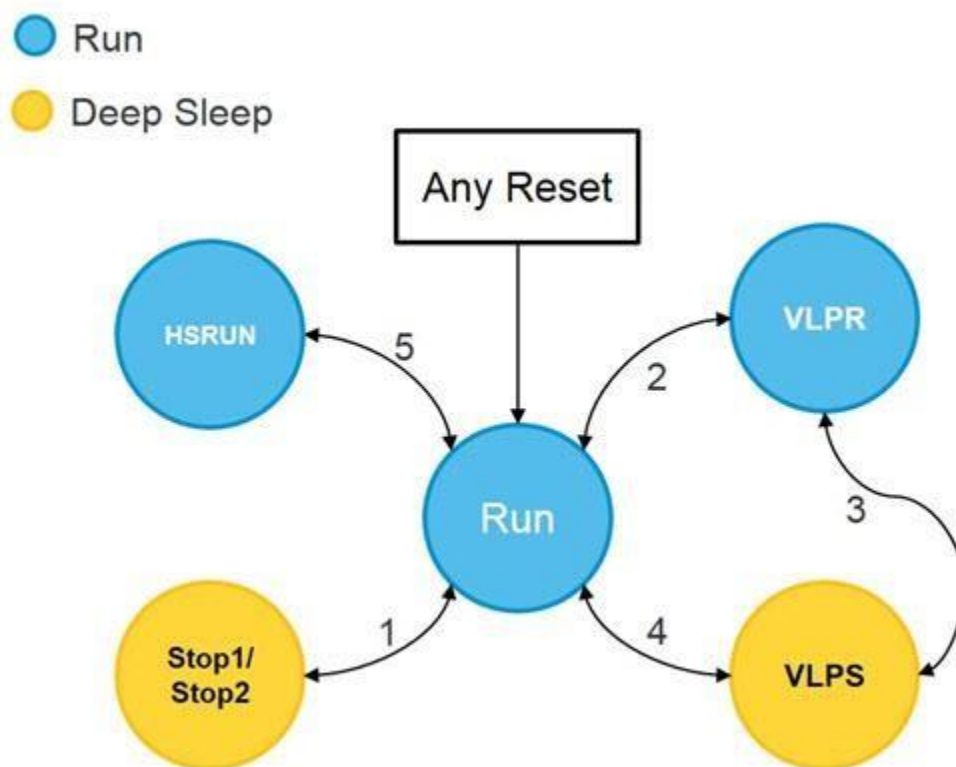 Run
Deep Sleep
Any Reset
HSRUN
5
2
VLPR
3
Run
Stop1/
Stop2
1
4
VLPS